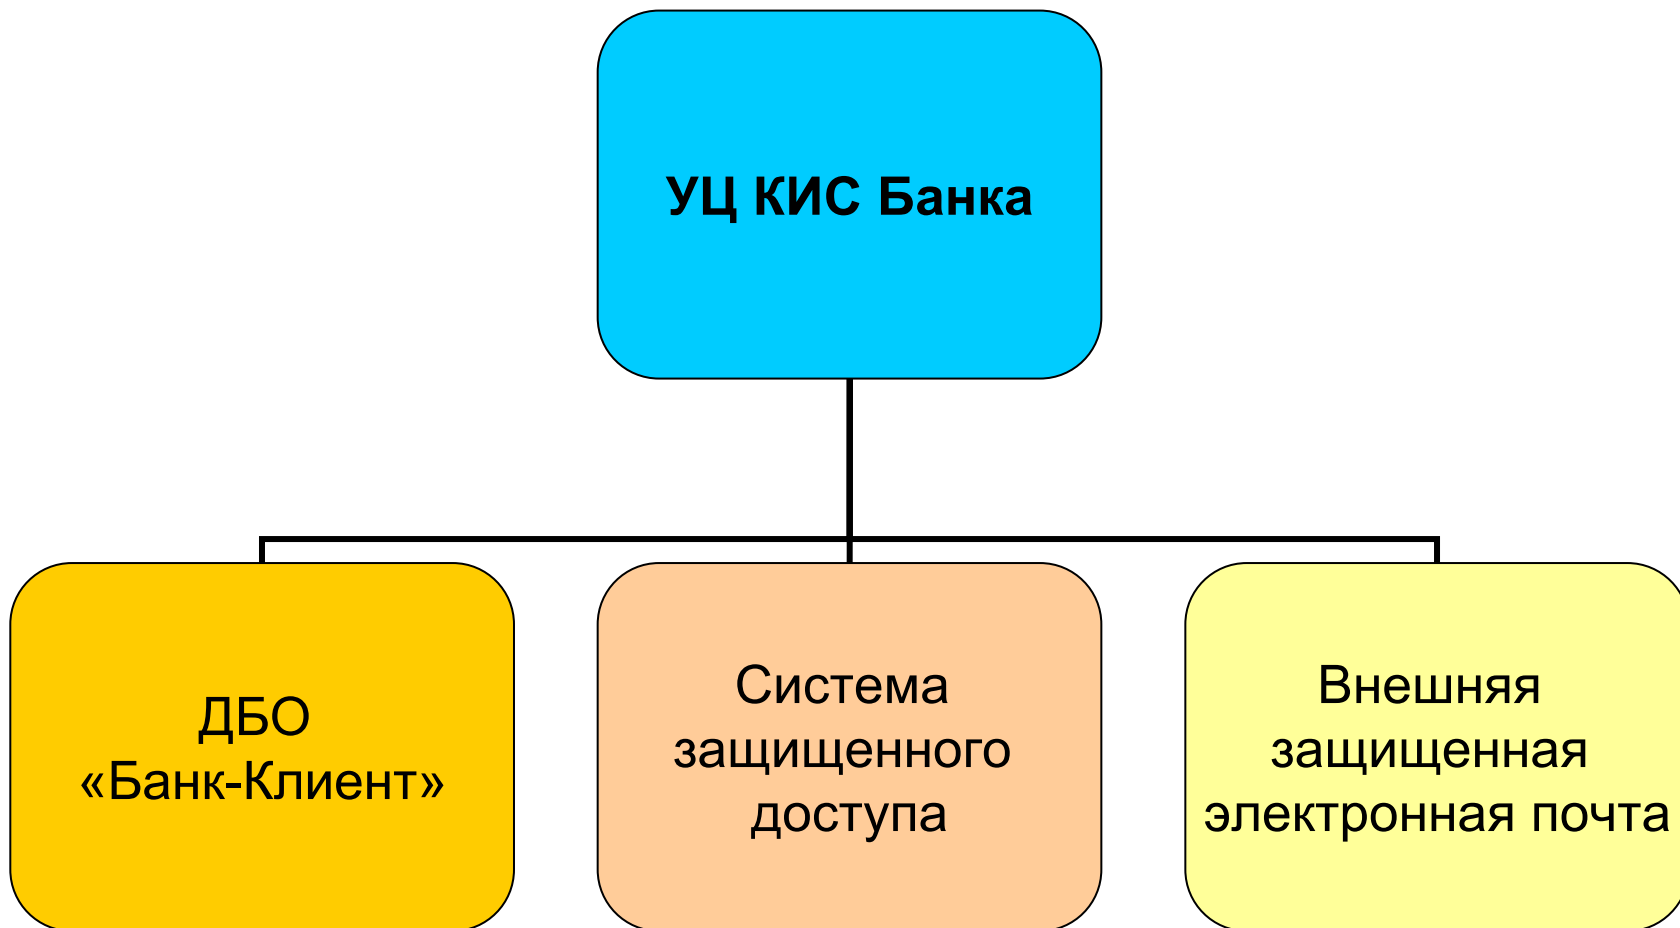 УЦ КИС Банка
ДБО
«Банк-Клиент»
Система
защищенного
доступа
Внешняя
защищенная
электронная почта